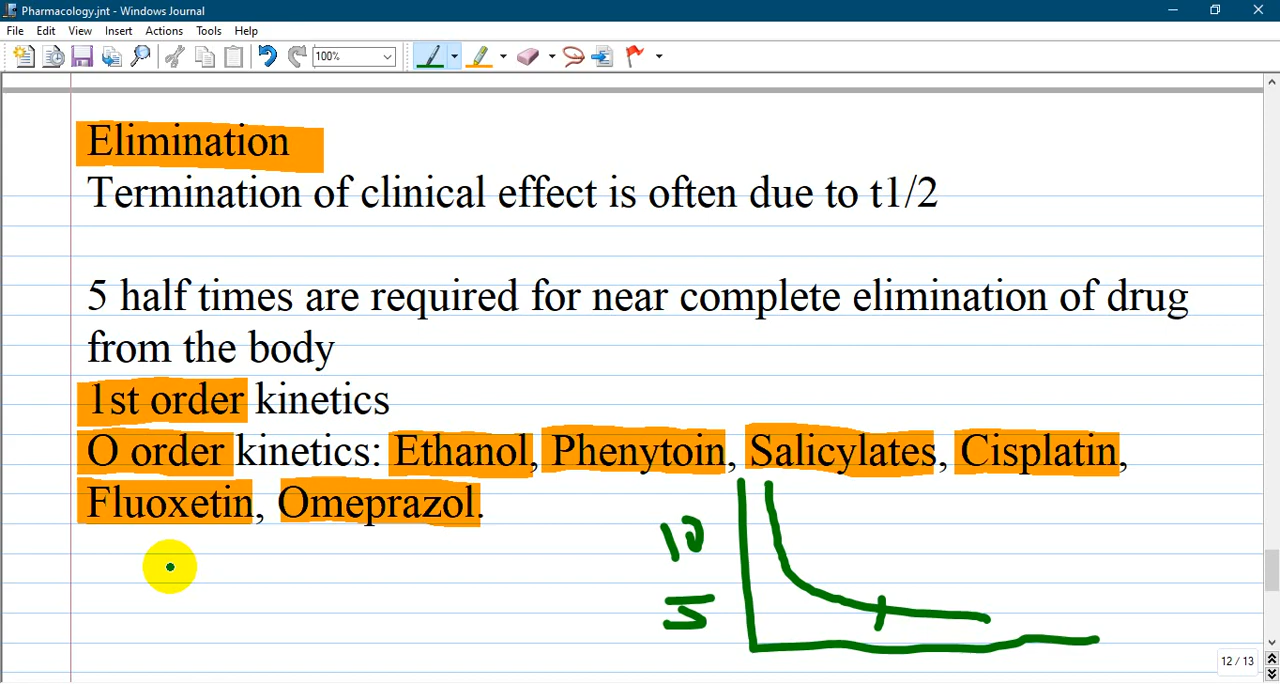 Pharmacology.jnt - Windows Journal
File Edit View Insert Actions Tools Help
100%
Elimination
Termination of clinical effect is often due to t1/2
5 half times are required for near complete elimination of drug
from the body
1st order kinetics
O order kinetics: Ethanol, Phenytoin, Salicylates, Cisplatin,
Fluoxetin, Omeprazol.
10
5
12 / 13